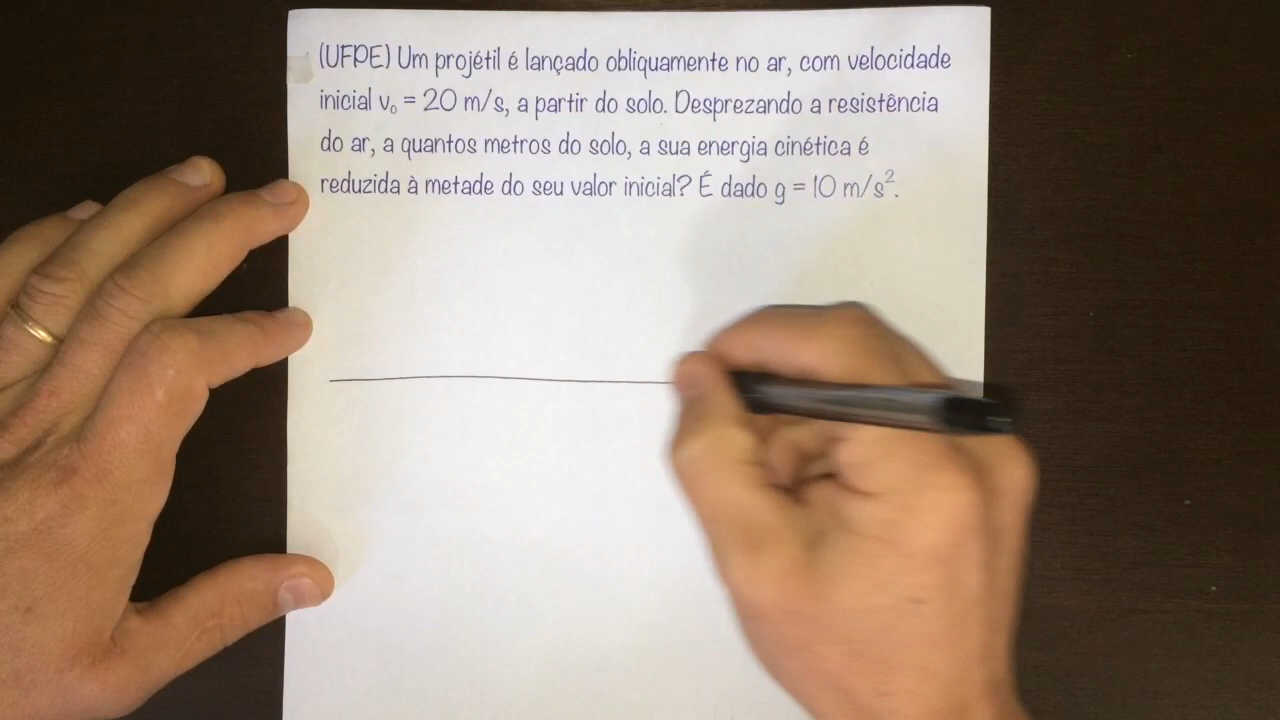 (UFPE) Um projétil é lançado obliquamente no ar, com velocidade
inicial v₀ = 20 m/s, a partir do solo. Desprezando a resistência
do ar, a quantos metros do solo, a sua energia cinética é
reduzida à metade do seu valor inicial? É dado g = 10 m/s².